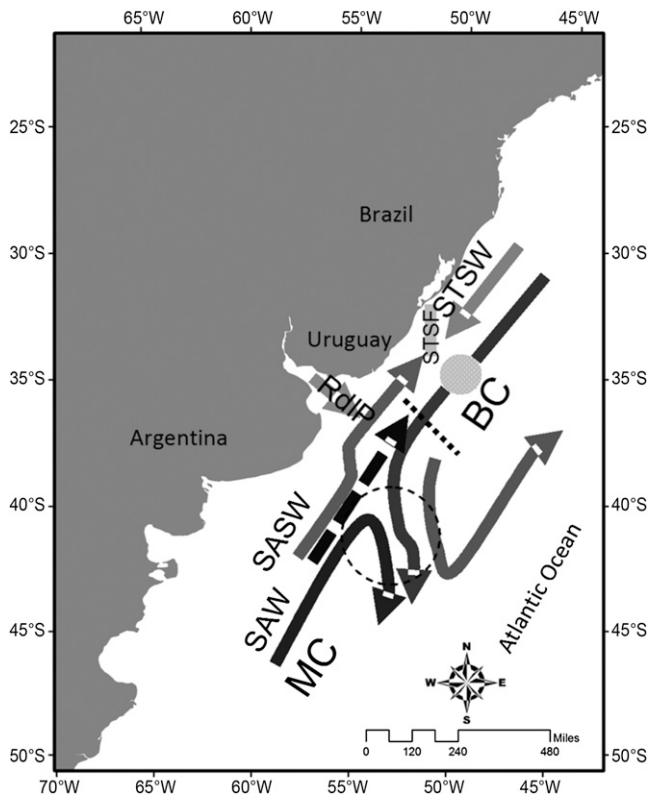 65°W 60°W 55°W 50°W 45°W
25°S 25°S
Brazil
30°S 30°S
STSW
STSF
Uruguay
35°S 35°S
RdlP
BC
Argentina
40°S 40°S
SASW
Atlantic Ocean
SAW
45°S 45°S
MC
N
W E
S
Miles
0 120 240 480
50°S 50°S
70°W 65°W 60°W 55°W 50°W 45°W